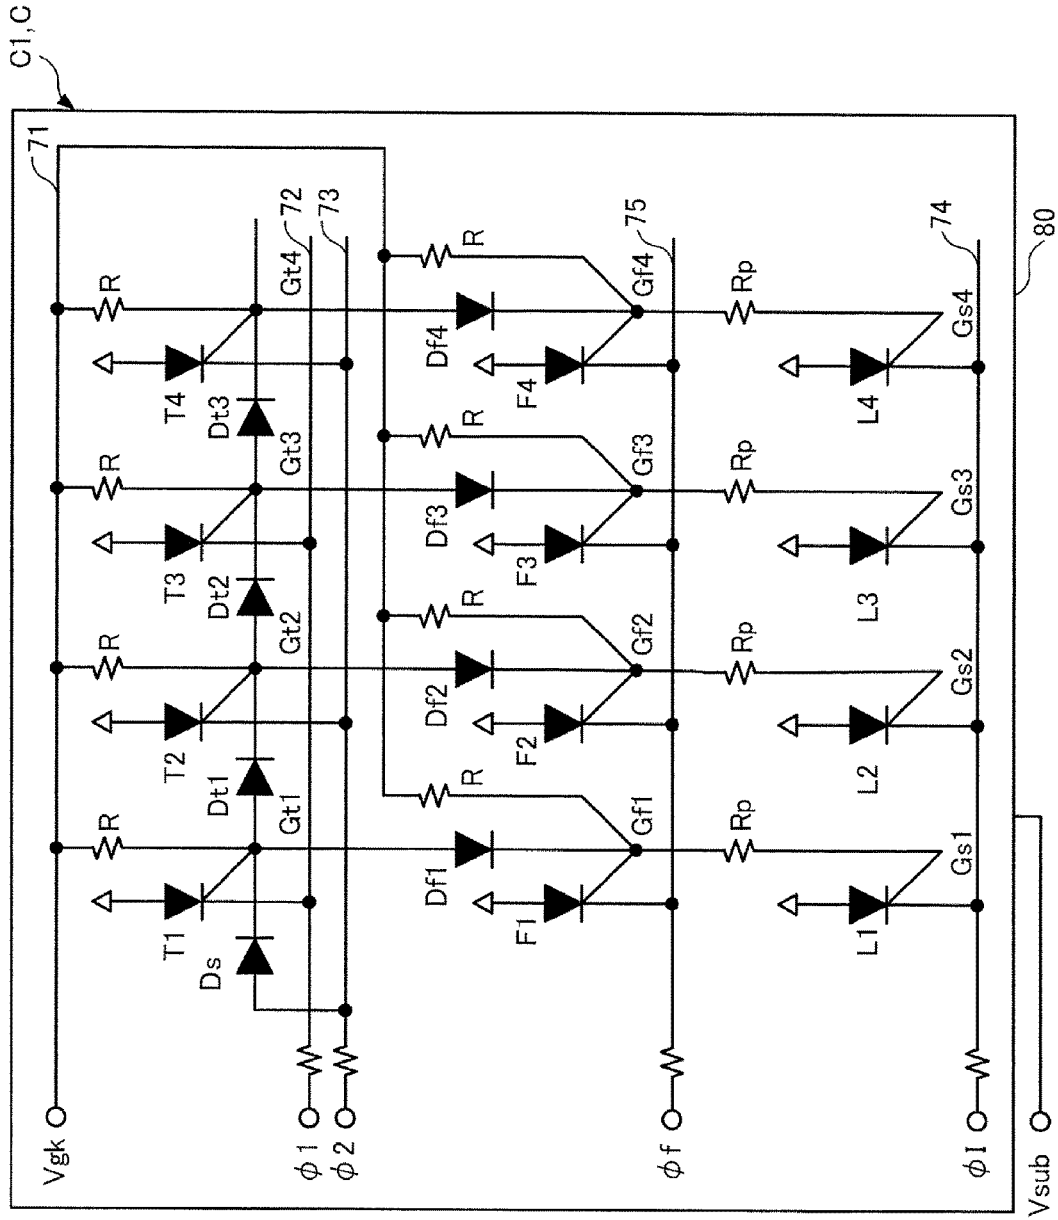 C1,C
71
Vgk
R
R
R
R
T1
T2
T3
T4
Ds
Dt1
Dt2
Dt3
Gt1
Gt2
Gt3
Gt4
72
73
ϕ1
ϕ2
R
R
R
R
Df1
Df2
Df3
Df4
F1
F2
F3
F4
Gf1
Gf2
Gf3
Gf4
75
ϕf
Rp
Rp
Rp
Rp
L1
L2
L3
L4
Gs1
Gs2
Gs3
Gs4
74
ϕI
80
Vsub